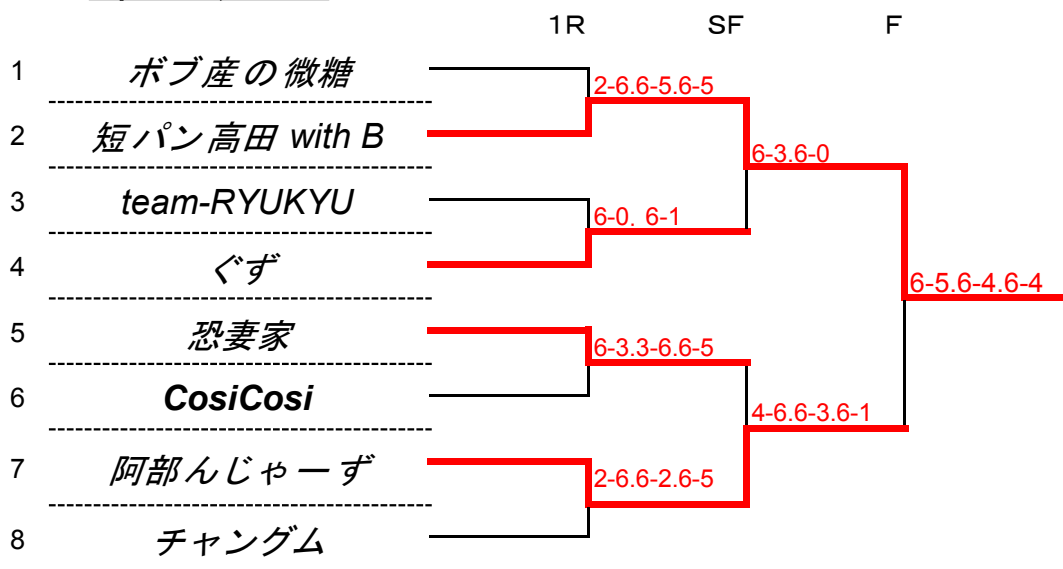 1R SF F
1 ボブ産の微糖
2-6.6-5.6-5
2 短パン高田 with B
6-3.6-0
3 team-RYUKYU
6-0. 6-1
4 ぐず
6-5.6-4.6-4
5 恐妻家
6-3.3-6.6-5
6 CosiCosi
4-6.6-3.6-1
7 阿部んじゃーず
2-6.6-2.6-5
8 チャングム